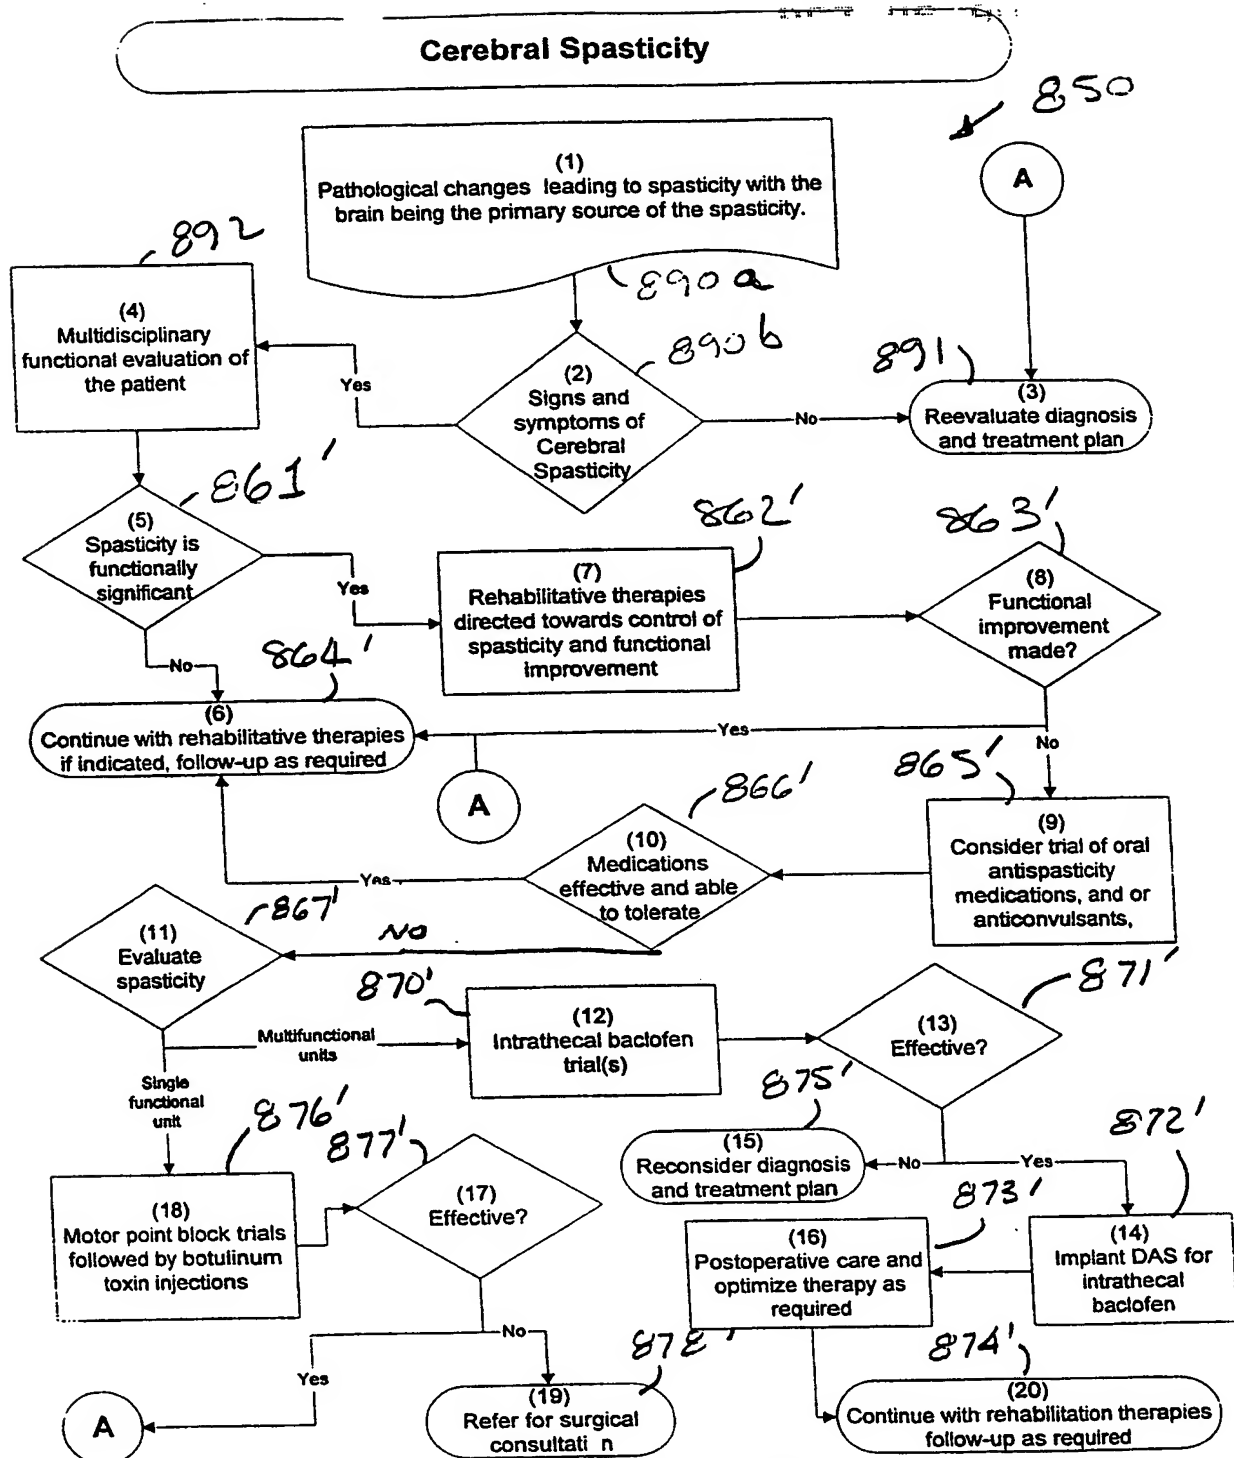 Cerebral Spasticity
850
(1)
Pathological changes leading to spasticity with the
brain being the primary source of the spasticity.
A
892
890a
(4)
Multidisciplinary
functional evaluation of
the patient
Yes
890b
(2)
Signs and
symptoms of
Cerebral
Spasticity
No
891
(3)
Reevaluate diagnosis
and treatment plan
861'
(5)
Spasticity is
functionally
significant
Yes
No
862'
(7)
Rehabilitative therapies
directed towards control of
spasticity and functional
improvement
863'
(8)
Functional
improvement
made?
864'
(6)
Continue with rehabilitative therapies
if indicated, follow-up as required
Yes
No
A
865'
(9)
Consider trial of oral
antispasticity
medications, and or
anticonvulsants,
866'
(10)
Medications
effective and able
to tolerate
Yes
NO
867'
(11)
Evaluate
spasticity
Multifunctional
units
Single
functional
unit
870'
(12)
Intrathecal baclofen
trial(s)
871'
(13)
Effective?
875'
(15)
Reconsider diagnosis
and treatment plan
No
Yes
872'
(14)
Implant DAS for
intrathecal
baclofen
873'
(16)
Postoperative care and
optimize therapy as
required
876'
(18)
Motor point block trials
followed by botulinum
toxin injections
877'
(17)
Effective?
Yes
No
A
878'
(19)
Refer for surgical
consultati n
874'
(20)
Continue with rehabilitation therapies
follow-up as required